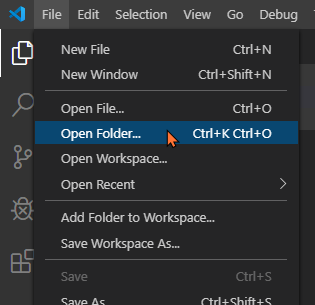 File Edit Selection View Go Debug
New File Ctrl+N
New Window Ctrl+Shift+N
Open File... Ctrl+O
Open Folder... Ctrl+K Ctrl+O
Open Workspace...
Open Recent
Add Folder to Workspace...
Save Workspace As...
Save Ctrl+S
Save As Ctrl+Shift+S